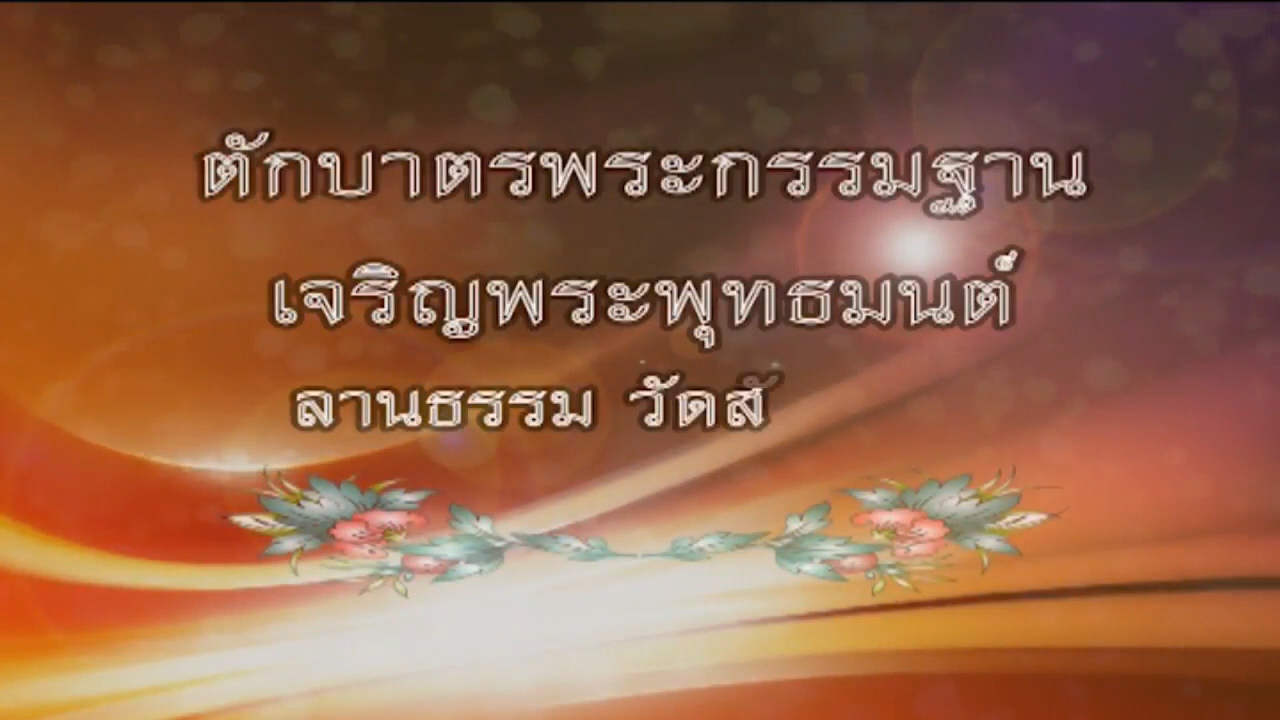 ตักบาตรพระกรรมฐาน
เจริญพระพุทธมนต์
ลานธรรม วัดสั